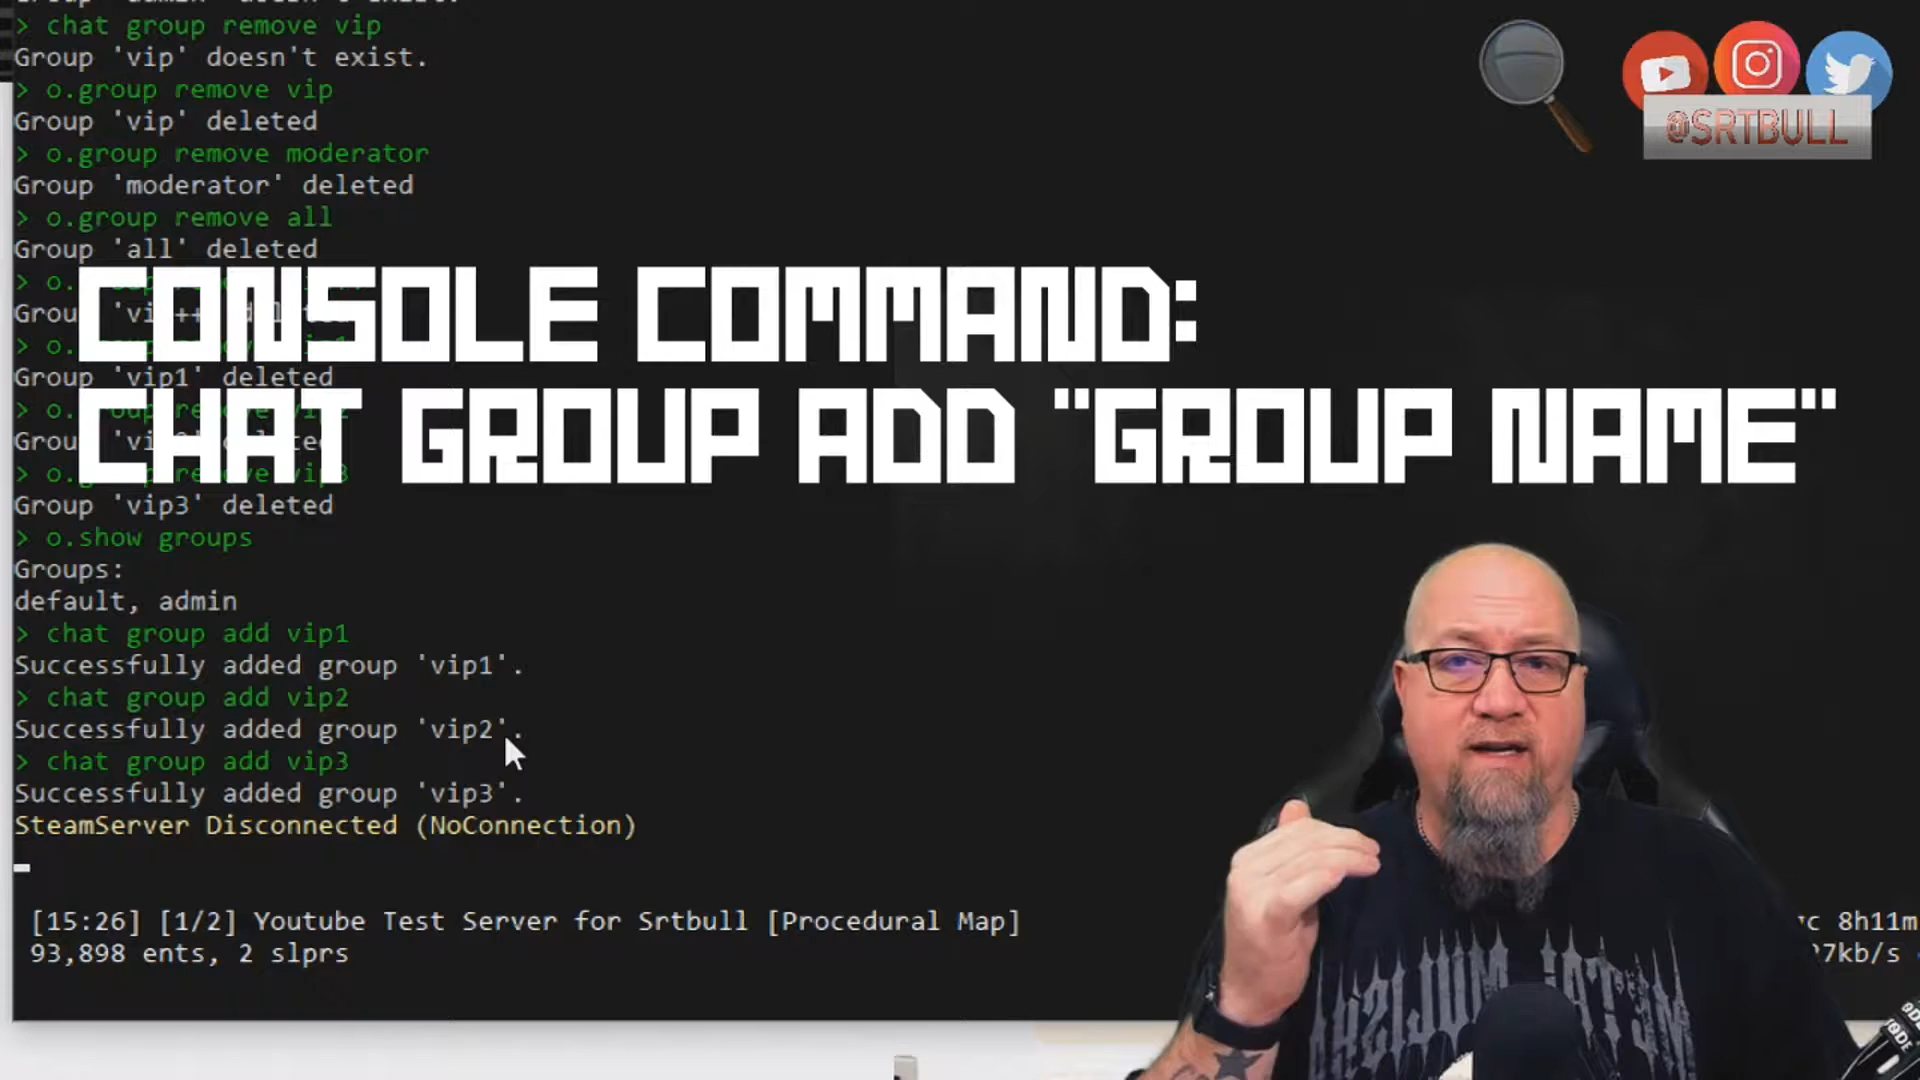 > chat group remove vip
Group 'vip' doesn't exist.
> o.group remove vip
Group 'vip' deleted
> o.group remove moderator
Group 'moderator' deleted
> o.group remove all
Group 'all' deleted
@SRTBULL
CONSOLE COMMAND:
CHAT GROUP ADD "GROUP NAME"
Group 'vip1' deleted
Group 'vip3' deleted
> o.show groups
Groups:
default, admin
> chat group add vip1
Successfully added group 'vip1'.
> chat group add vip2
Successfully added group 'vip2'.
> chat group add vip3
Successfully added group 'vip3'.
SteamServer Disconnected (NoConnection)
[15:26] [1/2] Youtube Test Server for Srtbull [Procedural Map]
8h11m
93,898 ents, 2 slprs
7kb/s